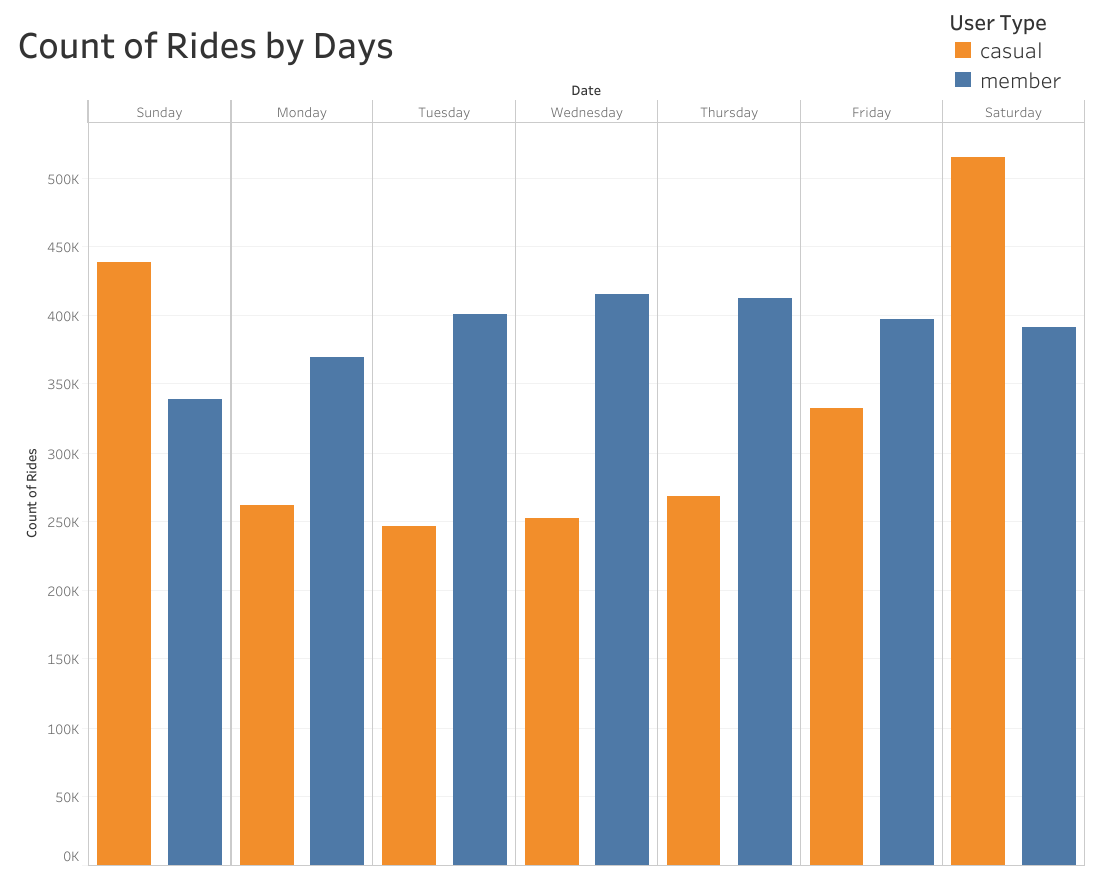 Count of Rides by Days
User Type
casual
member
Date
Sunday Monday Tuesday Wednesday Thursday Friday Saturday
Count of Rides
500K
450K
400K
350K
300K
250K
200K
150K
100K
50K
0K